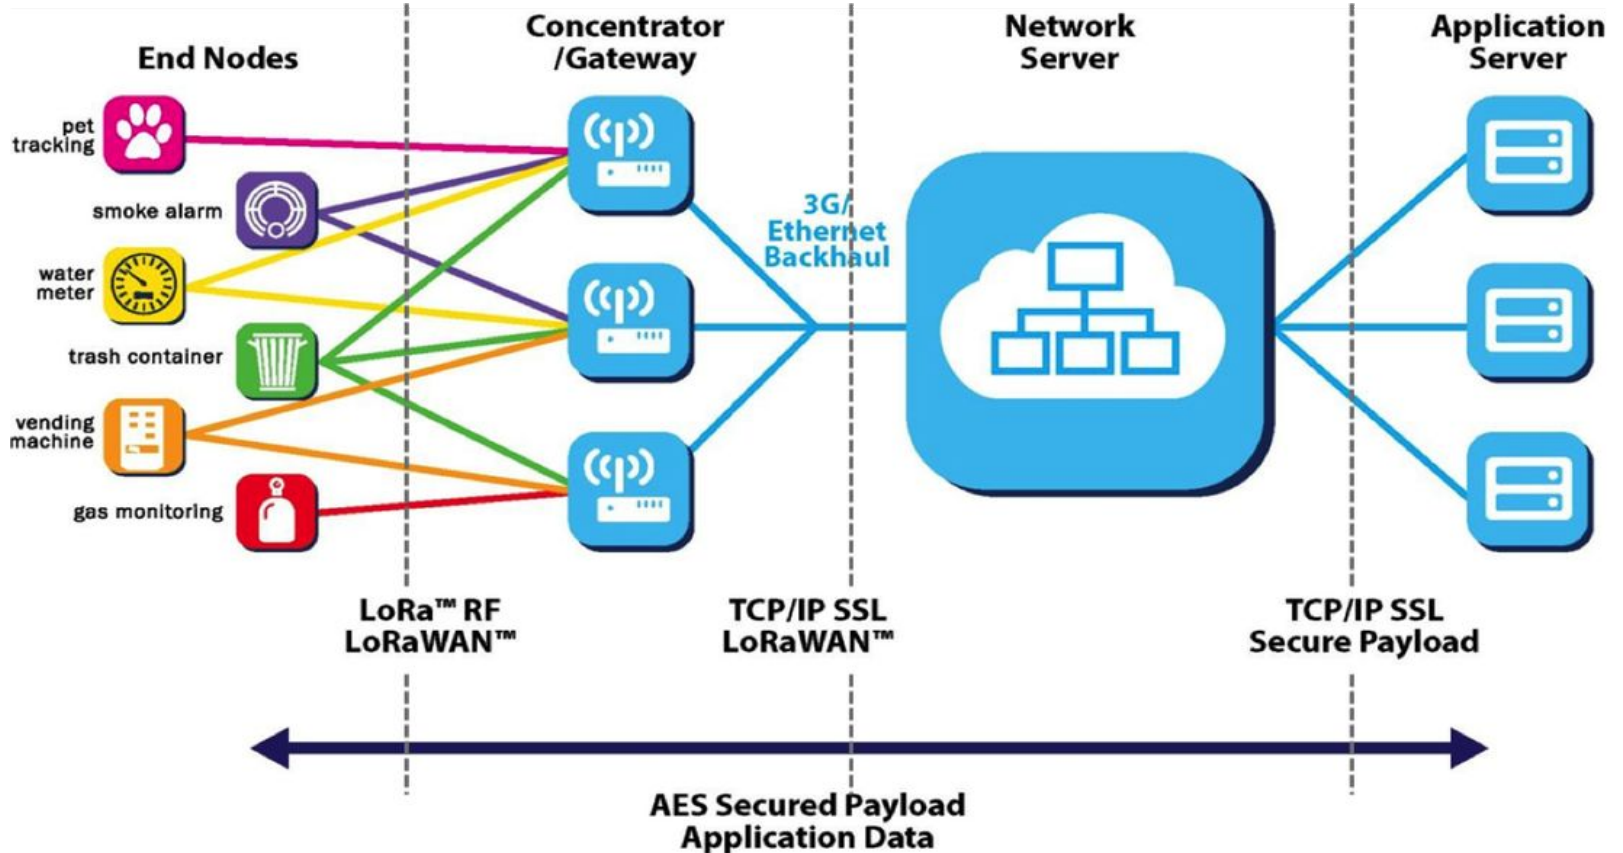 End Nodes
Concentrator
/Gateway
Network
Server
Application
Server
pet
tracking
smoke alarm
water
meter
trash container
vending
machine
gas monitoring
3G/
Ethernet
Backhaul
LoRa™ RF
LoRaWAN™
TCP/IP SSL
LoRaWAN™
TCP/IP SSL
Secure Payload
AES Secured Payload
Application Data